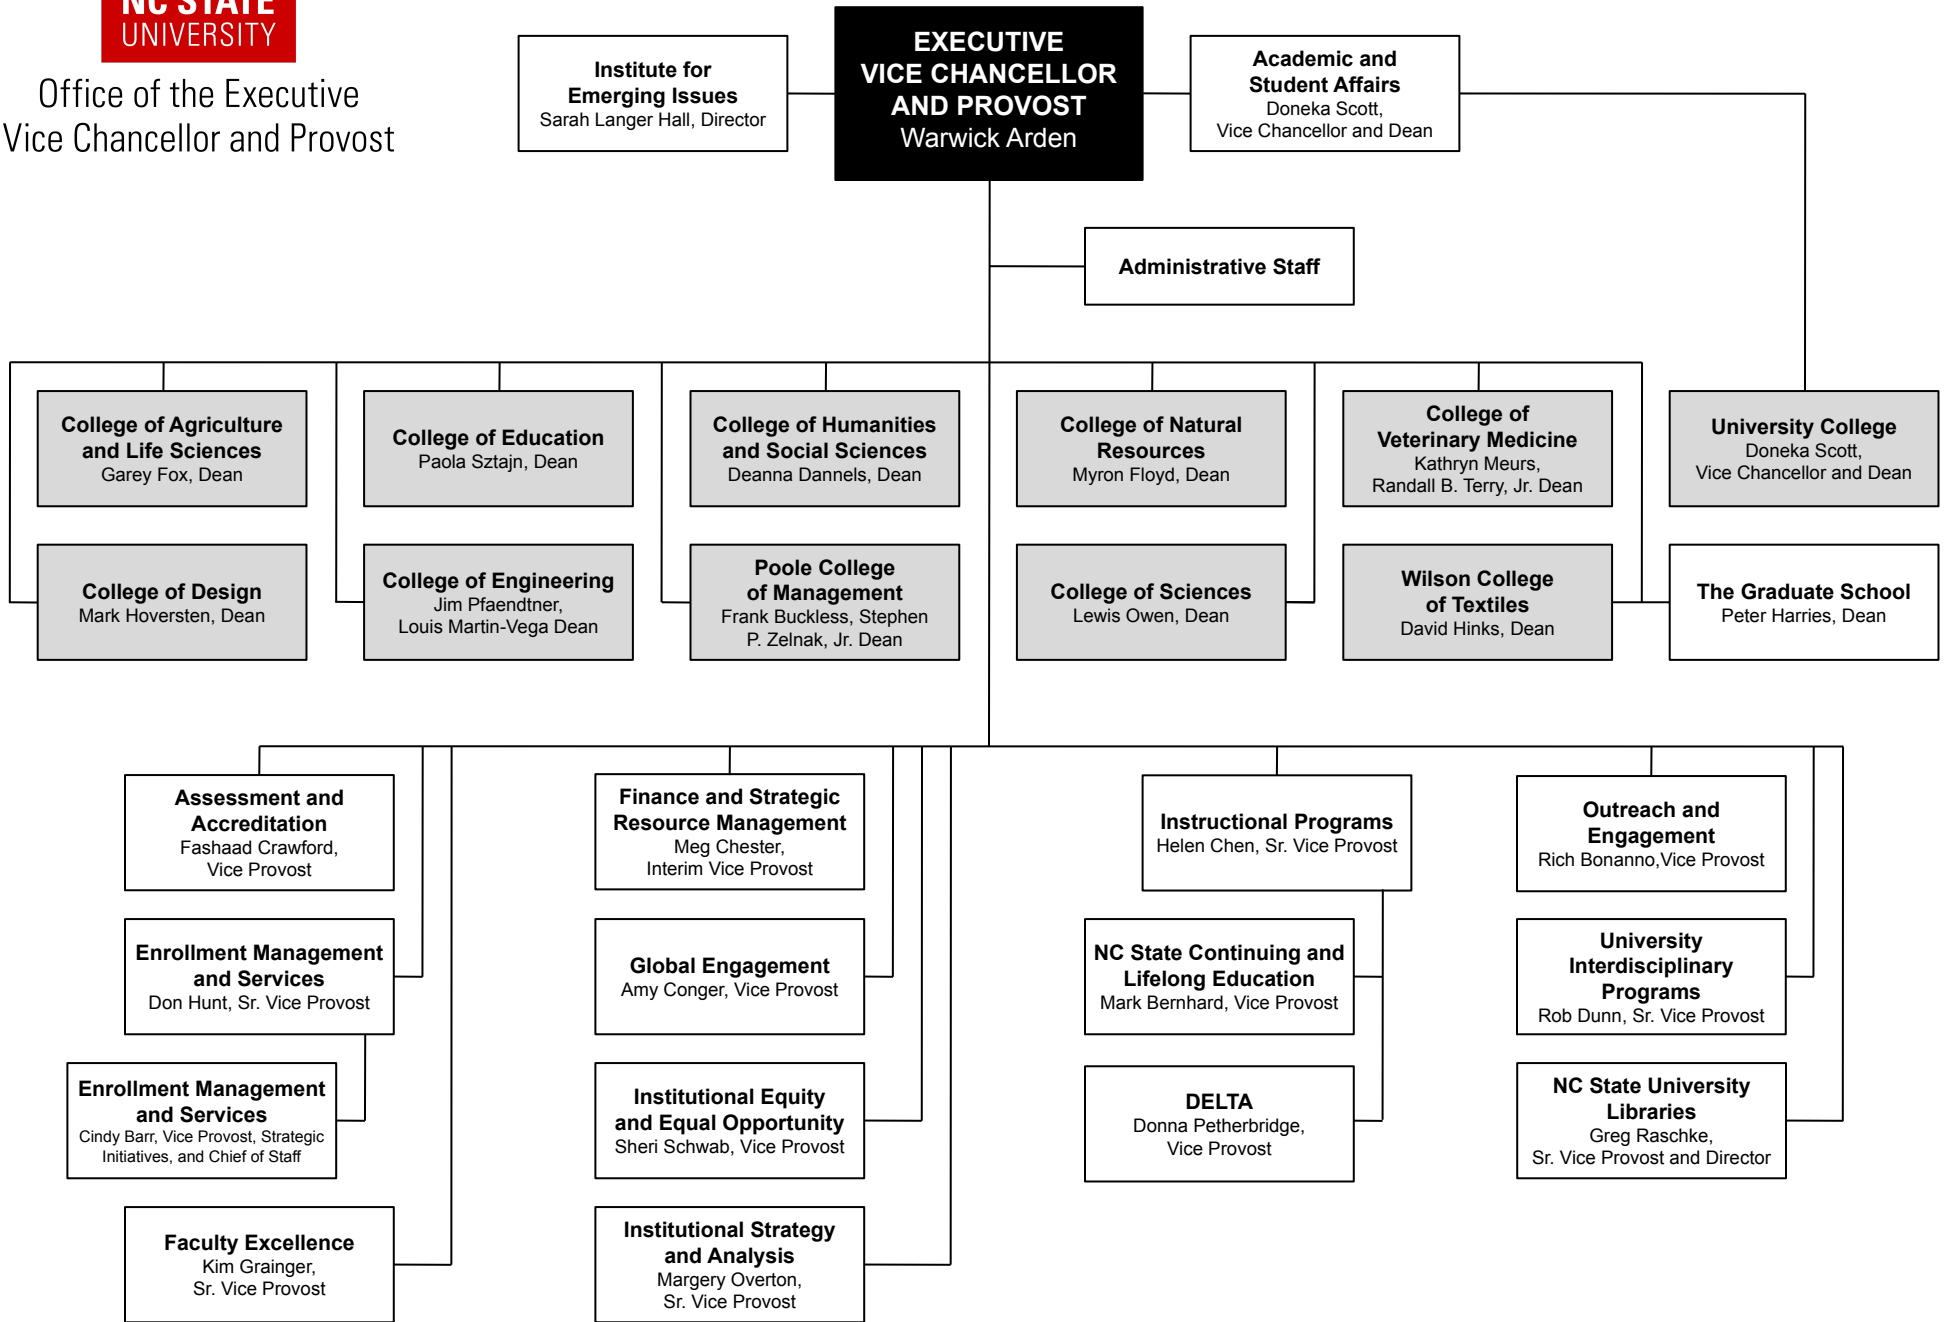 NC STATE
UNIVERSITY
Office of the Executive
Vice Chancellor and Provost
Institute for
Emerging Issues
Sarah Langer Hall, Director
EXECUTIVE
VICE CHANCELLOR
AND PROVOST
Warwick Arden
Academic and
Student Affairs
Doneka Scott,
Vice Chancellor and Dean
Administrative Staff
College of Agriculture
and Life Sciences
Garey Fox, Dean
College of Education
Paola Sztajn, Dean
College of Humanities
and Social Sciences
Deanna Dannels, Dean
College of Natural
Resources
Myron Floyd, Dean
College of
Veterinary Medicine
Kathryn Meurs,
Randall B. Terry, Jr. Dean
University College
Doneka Scott,
Vice Chancellor and Dean
College of Design
Mark Hoversten, Dean
College of Engineering
Jim Pfaendtner,
Louis Martin-Vega Dean
Poole College
of Management
Frank Buckless, Stephen
P. Zelnak, Jr. Dean
College of Sciences
Lewis Owen, Dean
Wilson College
of Textiles
David Hinks, Dean
The Graduate School
Peter Harries, Dean
Assessment and
Accreditation
Fashaad Crawford,
Vice Provost
Finance and Strategic
Resource Management
Meg Chester,
Interim Vice Provost
Instructional Programs
Helen Chen, Sr. Vice Provost
Outreach and
Engagement
Rich Bonanno,Vice Provost
Enrollment Management
and Services
Don Hunt, Sr. Vice Provost
Global Engagement
Amy Conger, Vice Provost
NC State Continuing and
Lifelong Education
Mark Bernhard, Vice Provost
University
Interdisciplinary
Programs
Rob Dunn, Sr. Vice Provost
Enrollment Management
and Services
Cindy Barr, Vice Provost, Strategic
Initiatives, and Chief of Staff
Institutional Equity
and Equal Opportunity
Sheri Schwab, Vice Provost
DELTA
Donna Petherbridge,
Vice Provost
NC State University
Libraries
Greg Raschke,
Sr. Vice Provost and Director
Faculty Excellence
Kim Grainger,
Sr. Vice Provost
Institutional Strategy
and Analysis
Margery Overton,
Sr. Vice Provost